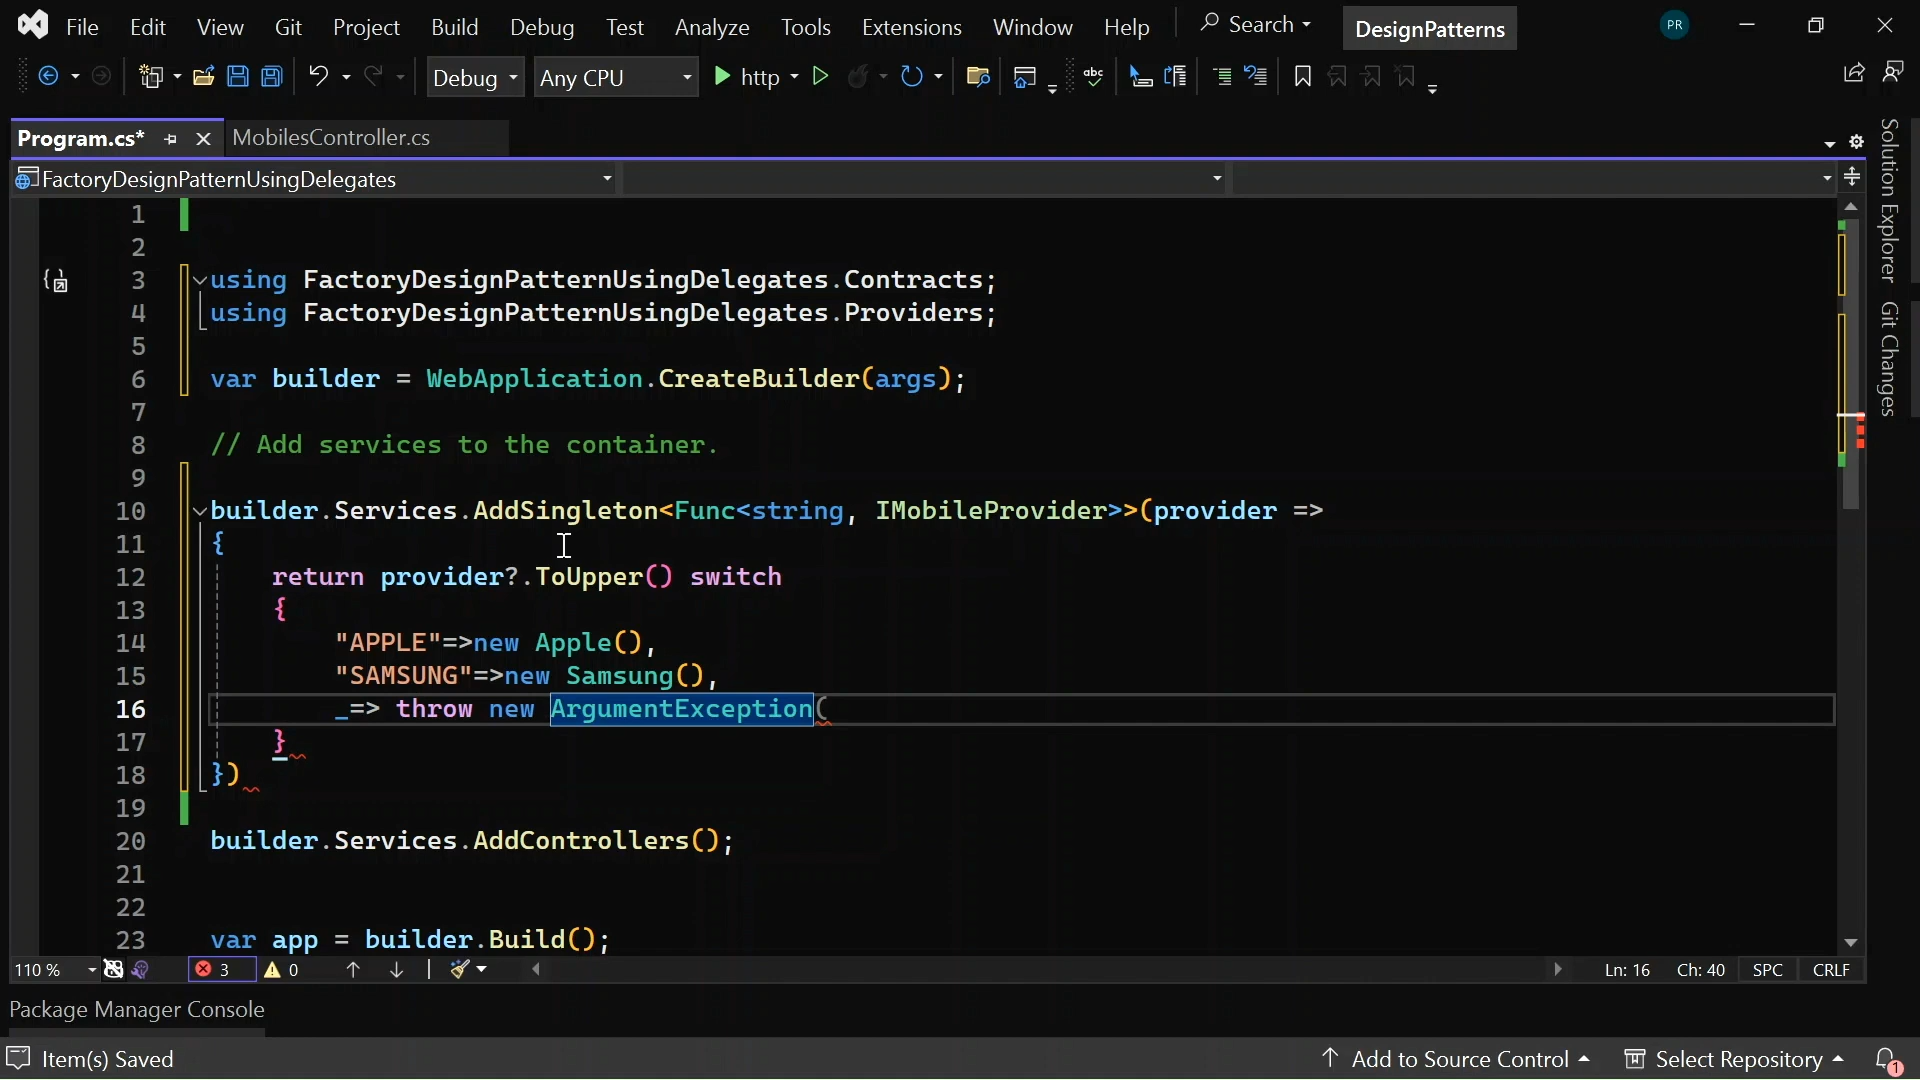 File Edit View Git Project Build Debug Test Analyze Tools Extensions Window Help Search DesignPatterns PR
Debug Any CPU http abc
Program.cs* MobilesController.cs
FactoryDesignPatternUsingDelegates
Solution Explorer
Git Changes
1
2
3 using FactoryDesignPatternUsingDelegates.Contracts;
4 using FactoryDesignPatternUsingDelegates.Providers;
5
6 var builder = WebApplication.CreateBuilder(args);
7
8 // Add services to the container.
9
10 builder.Services.AddSingleton<Func<string, IMobileProvider>>(provider =>
11 {
12 return provider?.ToUpper() switch
13 {
14 "APPLE"=>new Apple(),
15 "SAMSUNG"=>new Samsung(),
16 _=> throw new ArgumentException(
17 }
18 })
19
20 builder.Services.AddControllers();
21
22
23 var app = builder.Build();
110 % 3 0 Ln: 16 Ch: 40 SPC CRLF
Package Manager Console
Item(s) Saved Add to Source Control Select Repository 1